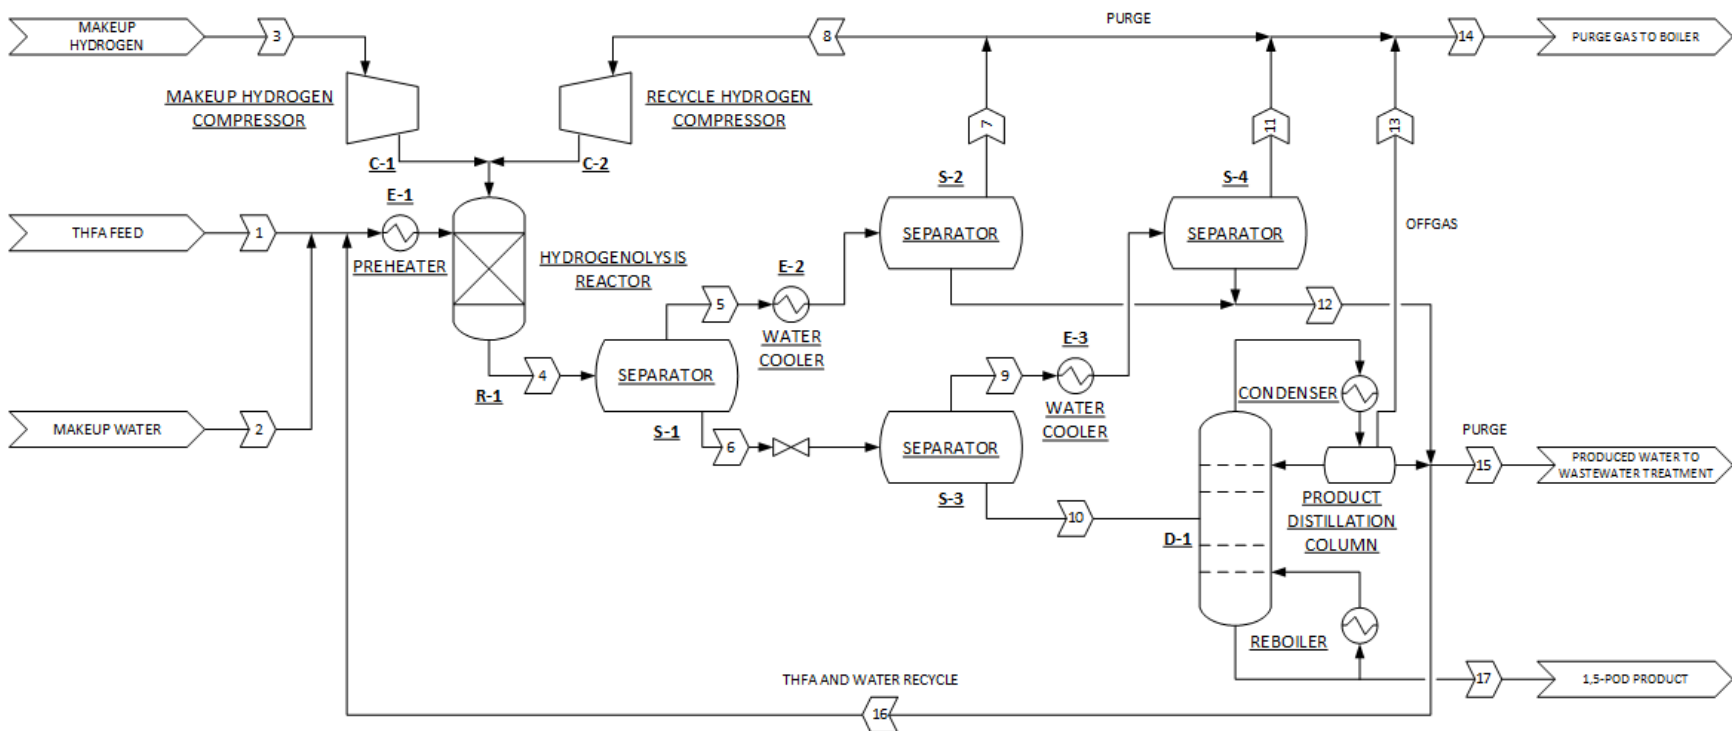 PURGE
MAKEUP
HYDROGEN
3
8
14
PURGE GAS TO BOILER
MAKEUP HYDROGEN
COMPRESSOR
RECYCLE HYDROGEN
COMPRESSOR
7
11
13
C-1
C-2
E-1
S-2
S-4
THFA FEED
1
SEPARATOR
SEPARATOR
OFFGAS
PREHEATER
HYDROGENOLYSIS
REACTOR
E-2
5
12
WATER
COOLER
E-3
4
SEPARATOR
9
R-1
CONDENSER
WATER
COOLER
MAKEUP WATER
2
S-1
PURGE
6
SEPARATOR
15
PRODUCED WATER TO
WASTEWATER TREATMENT
S-3
PRODUCT
DISTILLATION
COLUMN
10
D-1
REBOILER
THFA AND WATER RECYCLE
17
1,5-POD PRODUCT
16